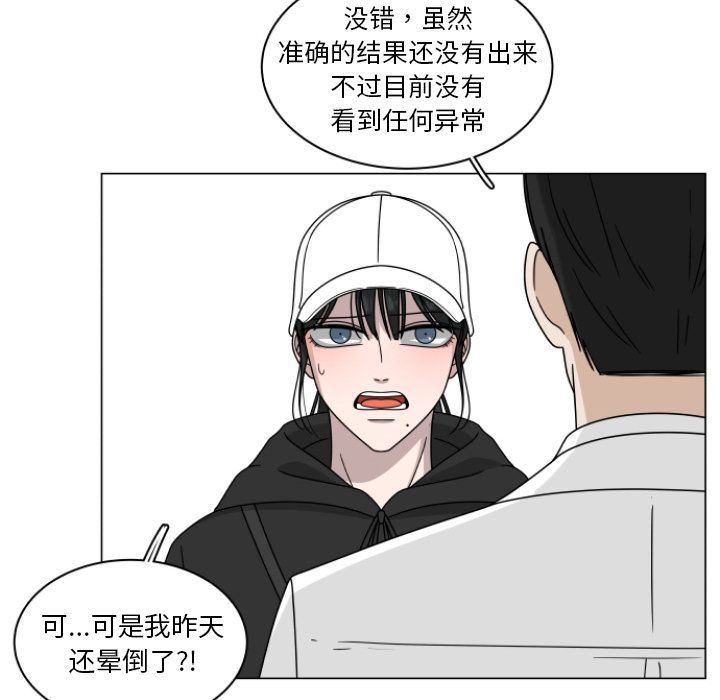 没错，虽然
准确的结果还没有出来
不过目前没有
看到任何异常
可...可是我昨天
还晕倒了?!